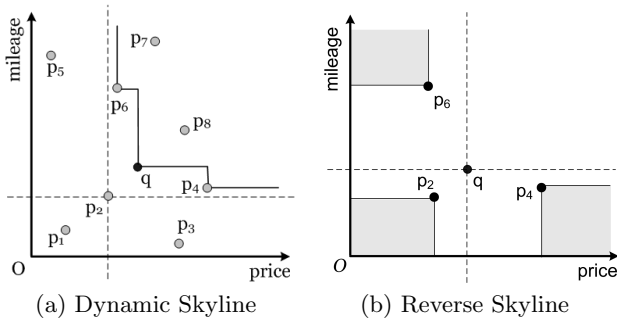 mileage
p7
p5
p6
p8
q
p4
p2
p1
p3
O
price
(a) Dynamic Skyline
mileage
p6
p2
q
p4
O
price
(b) Reverse Skyline